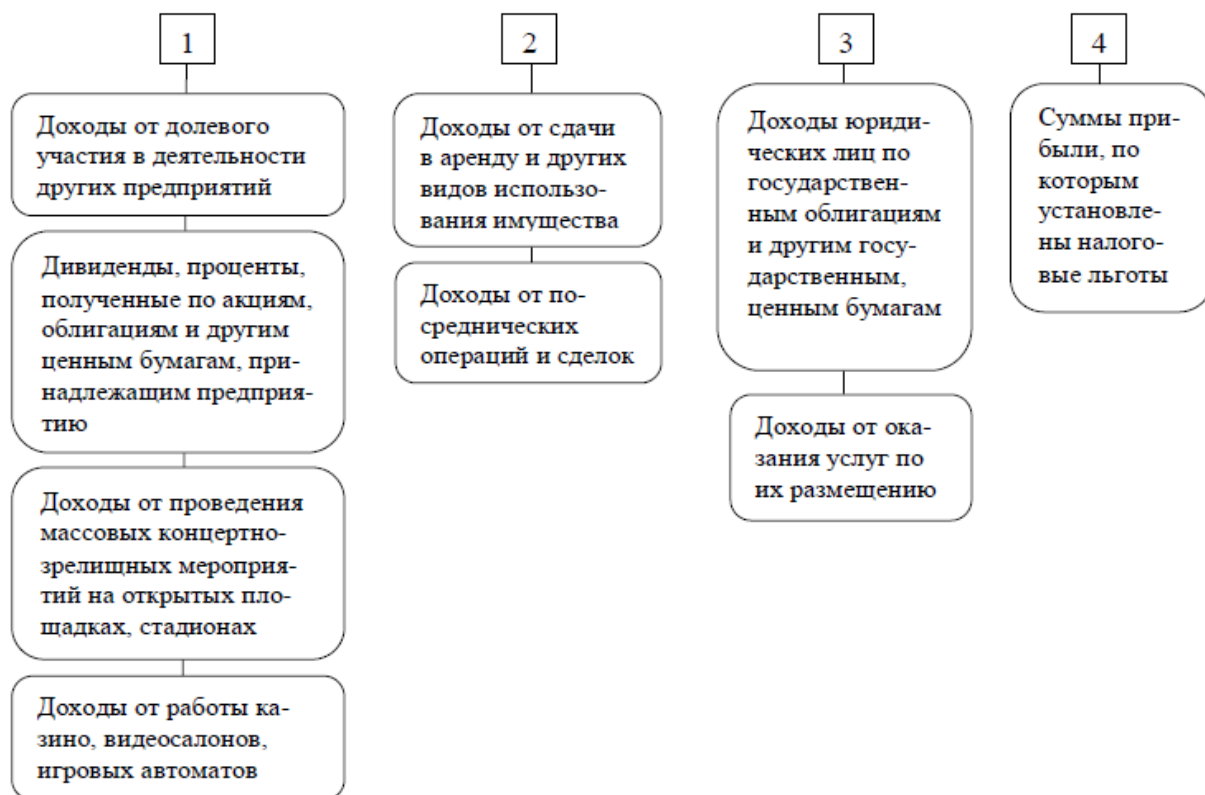 1
Доходы от долевого
участия в деятельности
других предприятий
Дивиденды, проценты,
полученные по акциям,
облигациям и другим
ценным бумагам, при-
надлежащим предприя-
тию
Доходы от проведения
массовых концертно-
зрелищных мероприя-
тий на открытых пло-
щадках, стадионах
Доходы от работы ка-
зино, видеосалонов,
игровых автоматов
2
Доходы от сдачи
в аренду и других
видов использо-
вания имущества
Доходы от по-
среднических
операций и сделок
3
Доходы юриди-
ческих лиц по
государствен-
ным облигациям
и другим госу-
дарственным,
ценным бумагам
Доходы от ока-
зания услуг по
их размещению
4
Суммы при-
были, по
которым
установле-
ны налого-
вые льготы